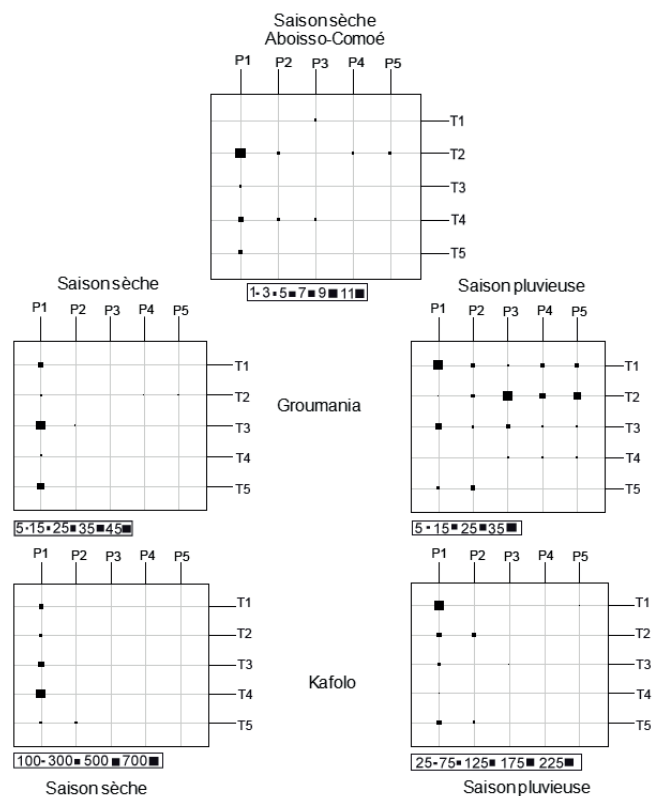 Saison sèche
Aboisso-Comoé
P1 P2 P3 P4 P5
T1
T2
T3
T4
T5
1- 3 5 7 9 11
Saison sèche
P1 P2 P3 P4 P5
T1
T2
T3
T4
T5
5 15 25 35 45
Groumania
Saison pluvieuse
P1 P2 P3 P4 P5
T1
T2
T3
T4
T5
5 15 25 35
P1 P2 P3 P4 P5
T1
T2
T3
T4
T5
100- 300 500 700
Saison sèche
Kafolo
P1 P2 P3 P4 P5
T1
T2
T3
T4
T5
25 75 125 175 225
Saison pluvieuse